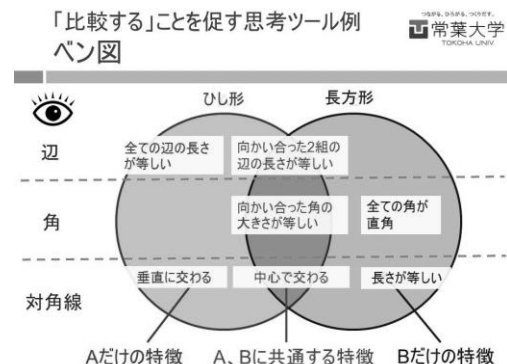 「比較する」ことを促す思考ツール例
ベン図
つながる、ひろがる、つくりだす。
常葉大学
TOKOHA UNIV.
ひし形
長方形
辺
全ての辺の長さ
が等しい
向かい合った2組の
辺の長さが等しい
角
向かい合った角の
大きさが等しい
全ての角が
直角
対角線
垂直に交わる
中心で交わる
長さが等しい
Aだけの特徴
A、Bに共通する特徴
Bだけの特徴